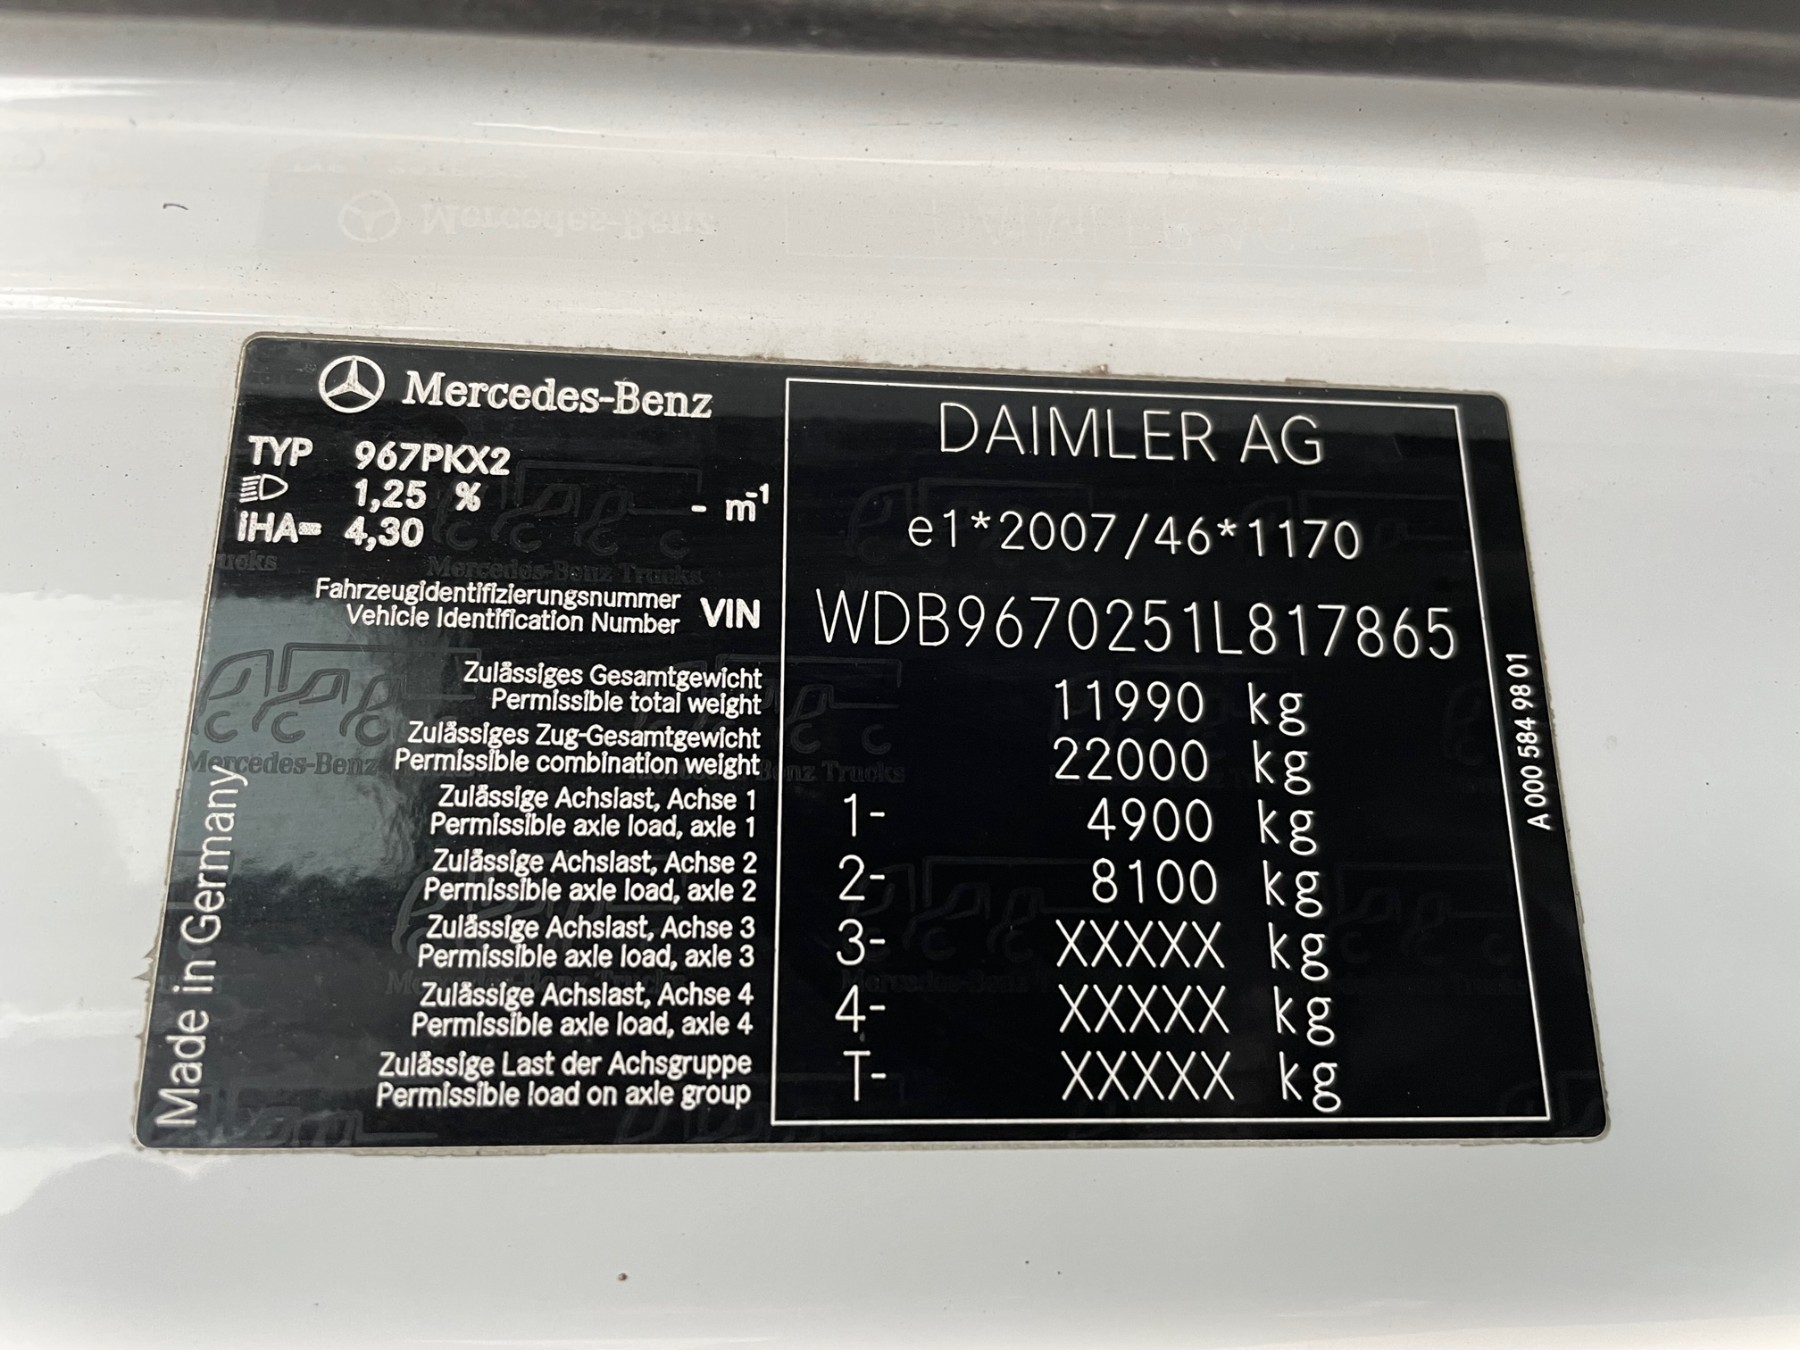 Mercedes-Benz
TYP 967PKX2
1,25 % - m-1
iHA= 4,30
DAIMLER AG
e1*2007/46*1170
Fahrzeugidentifizierungsnummer
Vehicle Identification Number
VIN WDB9670251L817865
Zulässiges Gesamtgewicht
Permissible total weight
11990 kg
Zulässiges Zug-Gesamtgewicht
Permissible combination weight
22000 kg
Zulässige Achslast, Achse 1
Permissible axle load, axle 1
1- 4900 kg
Zulässige Achslast, Achse 2
Permissible axle load, axle 2
2- 8100 kg
Zulässige Achslast, Achse 3
Permissible axle load, axle 3
3- XXXXX kg
Zulässige Achslast, Achse 4
Permissible axle load, axle 4
4- XXXXX kg
Zulässige Last der Achsgruppe
Permissible load on axle group
T- XXXXX kg
Made in Germany
A 000 584 98 01
Mercedes-Benz Trucks